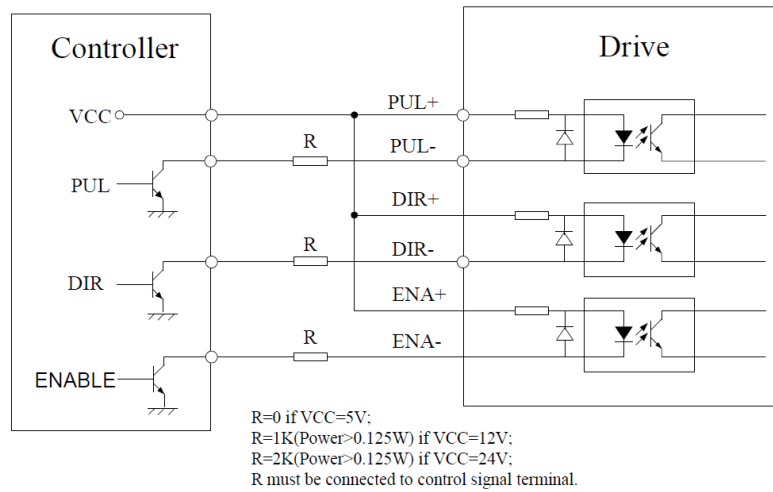 Controller
Drive
VCC
PUL+
R
PUL-
PUL
DIR+
R
DIR-
DIR
ENA+
R
ENA-
ENABLE
R=0 if VCC=5V;
R=1K(Power>0.125W) if VCC=12V;
R=2K(Power>0.125W) if VCC=24V;
R must be connected to control signal terminal.